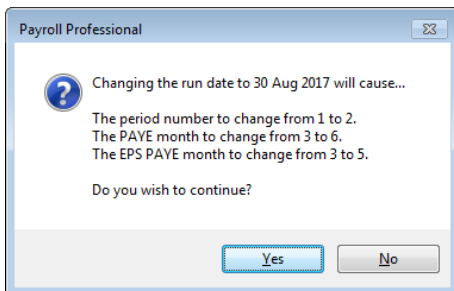 Payroll Professional
Changing the run date to 30 Aug 2017 will cause...
The period number to change from 1 to 2.
The PAYE month to change from 3 to 6.
The EPS PAYE month to change from 3 to 5.
Do you wish to continue?
Yes
No